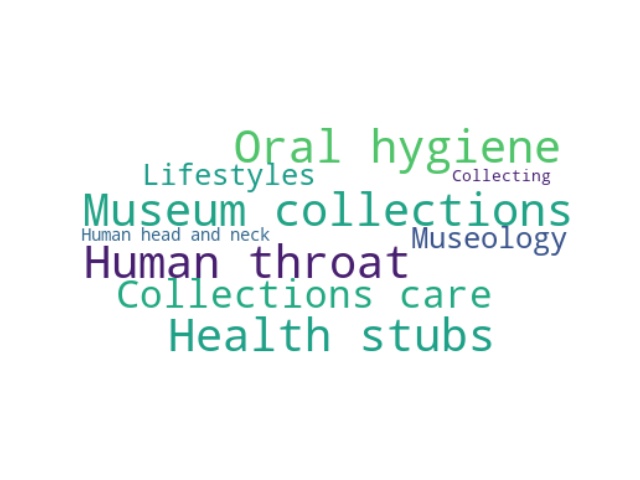 Oral hygiene
Lifestyles
Collecting
Museum collections
Human head and neck
Museology
Human throat
Collections care
Health stubs